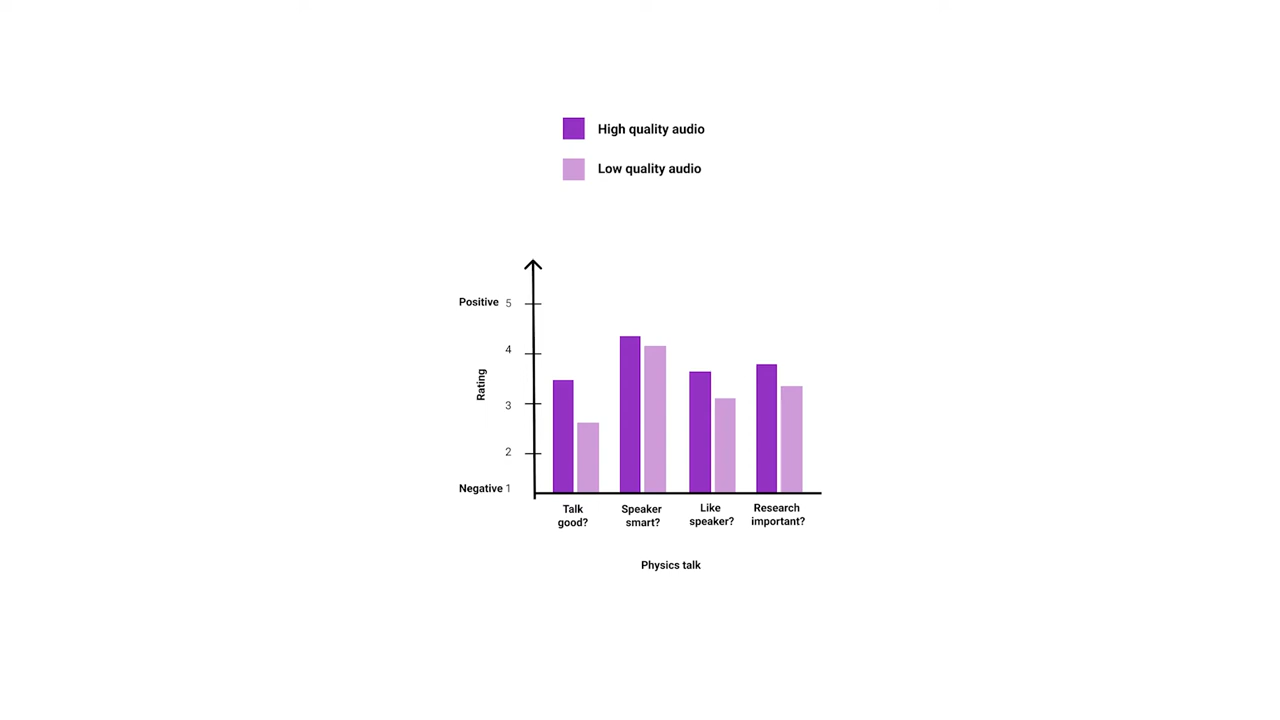 High quality audio
Low quality audio
Positive 5
4
Rating
3
2
Negative 1
Talk good?
Speaker smart?
Like speaker?
Research important?
Physics talk